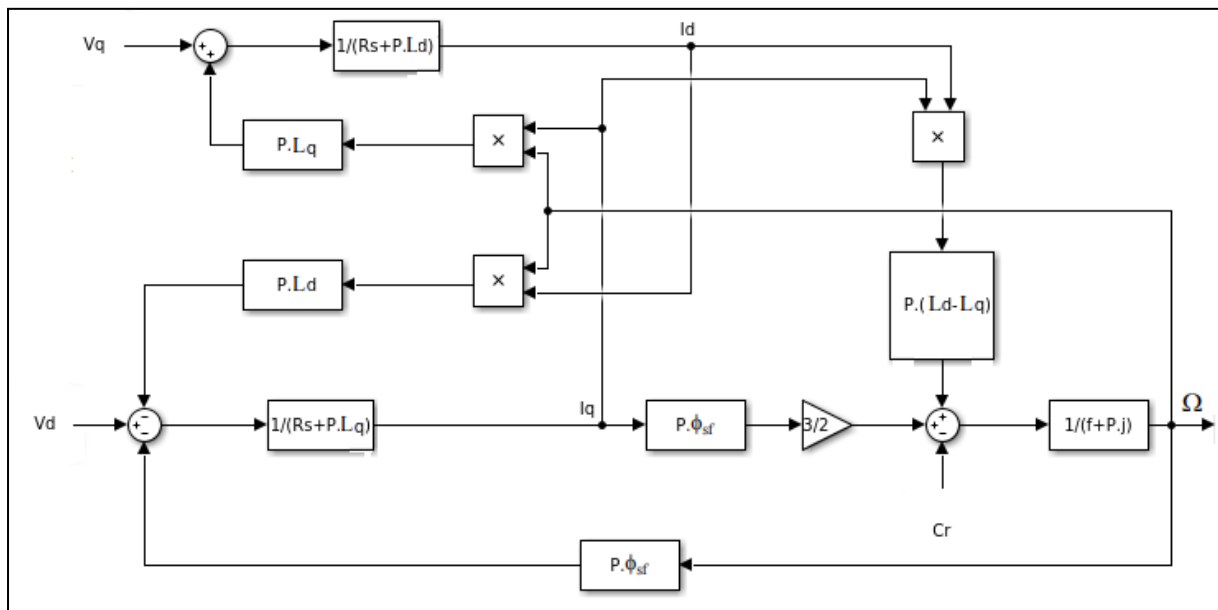 Vq
+
+
1/(Rs+P.Ld)
Id
P.Lq
×
×
P.Ld
×
P.(Ld-Lq)
Vd
−
+
−
1/(Rs+P.Lq)
Iq
P.ϕsf
3/2
+
+
−
1/(f+P.j)
Ω
Cr
P.ϕsf